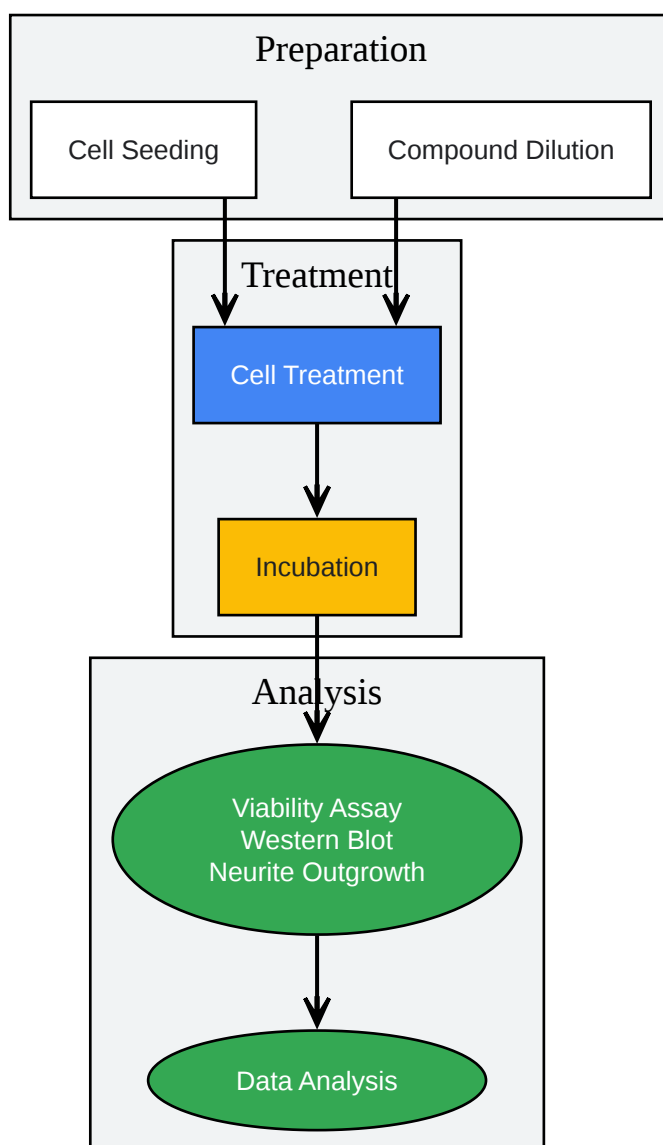 Preparation
Cell Seeding
Compound Dilution
Treatment
Cell Treatment
Incubation
Analysis
Viability Assay
Western Blot
Neurite Outgrowth
Data Analysis